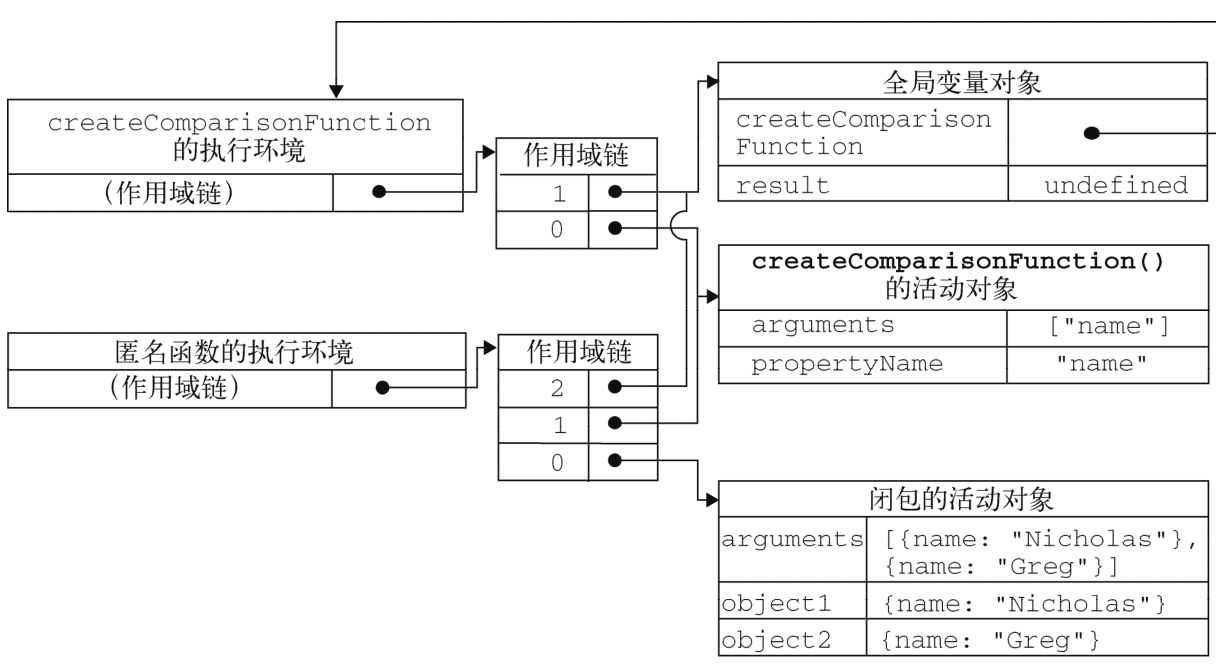 createComparisonFunction
的执行环境
(作用域链)
作用域链
1
0
全局变量对象
createComparison
Function
result
undefined
createComparisonFunction()
的活动对象
arguments
["name"]
propertyName
"name"
匿名函数的执行环境
(作用域链)
作用域链
2
1
0
闭包的活动对象
arguments
[{name: "Nicholas"},
{name: "Greg"}]
object1
{name: "Nicholas"}
object2
{name: "Greg"}